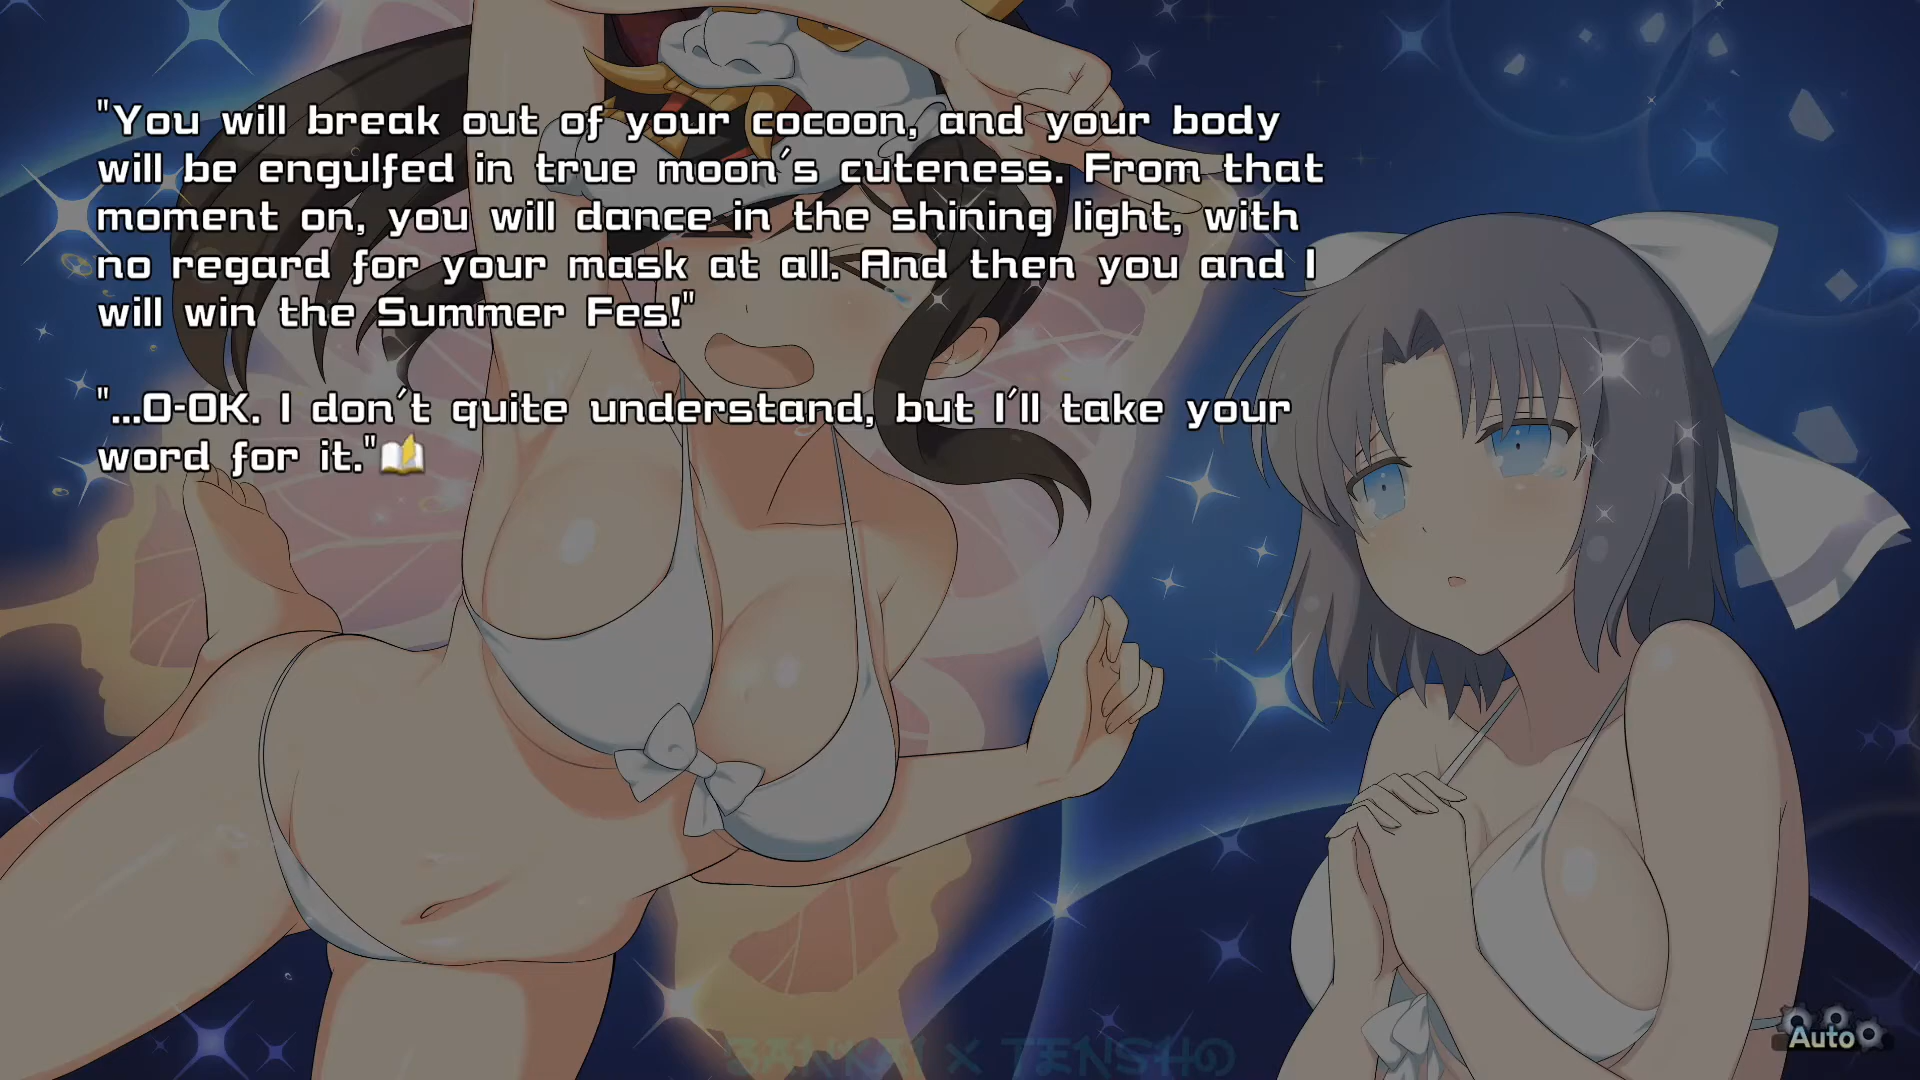 "You will break out of your cocoon, and your body
will be engulfed in true moon's cuteness. From that
moment on, you will dance in the shining light, with
no regard for your mask at all. And then you and I
will win the Summer Fes!"
"...O-OK. I don't quite understand, but I'll take your
word for it."
Auto